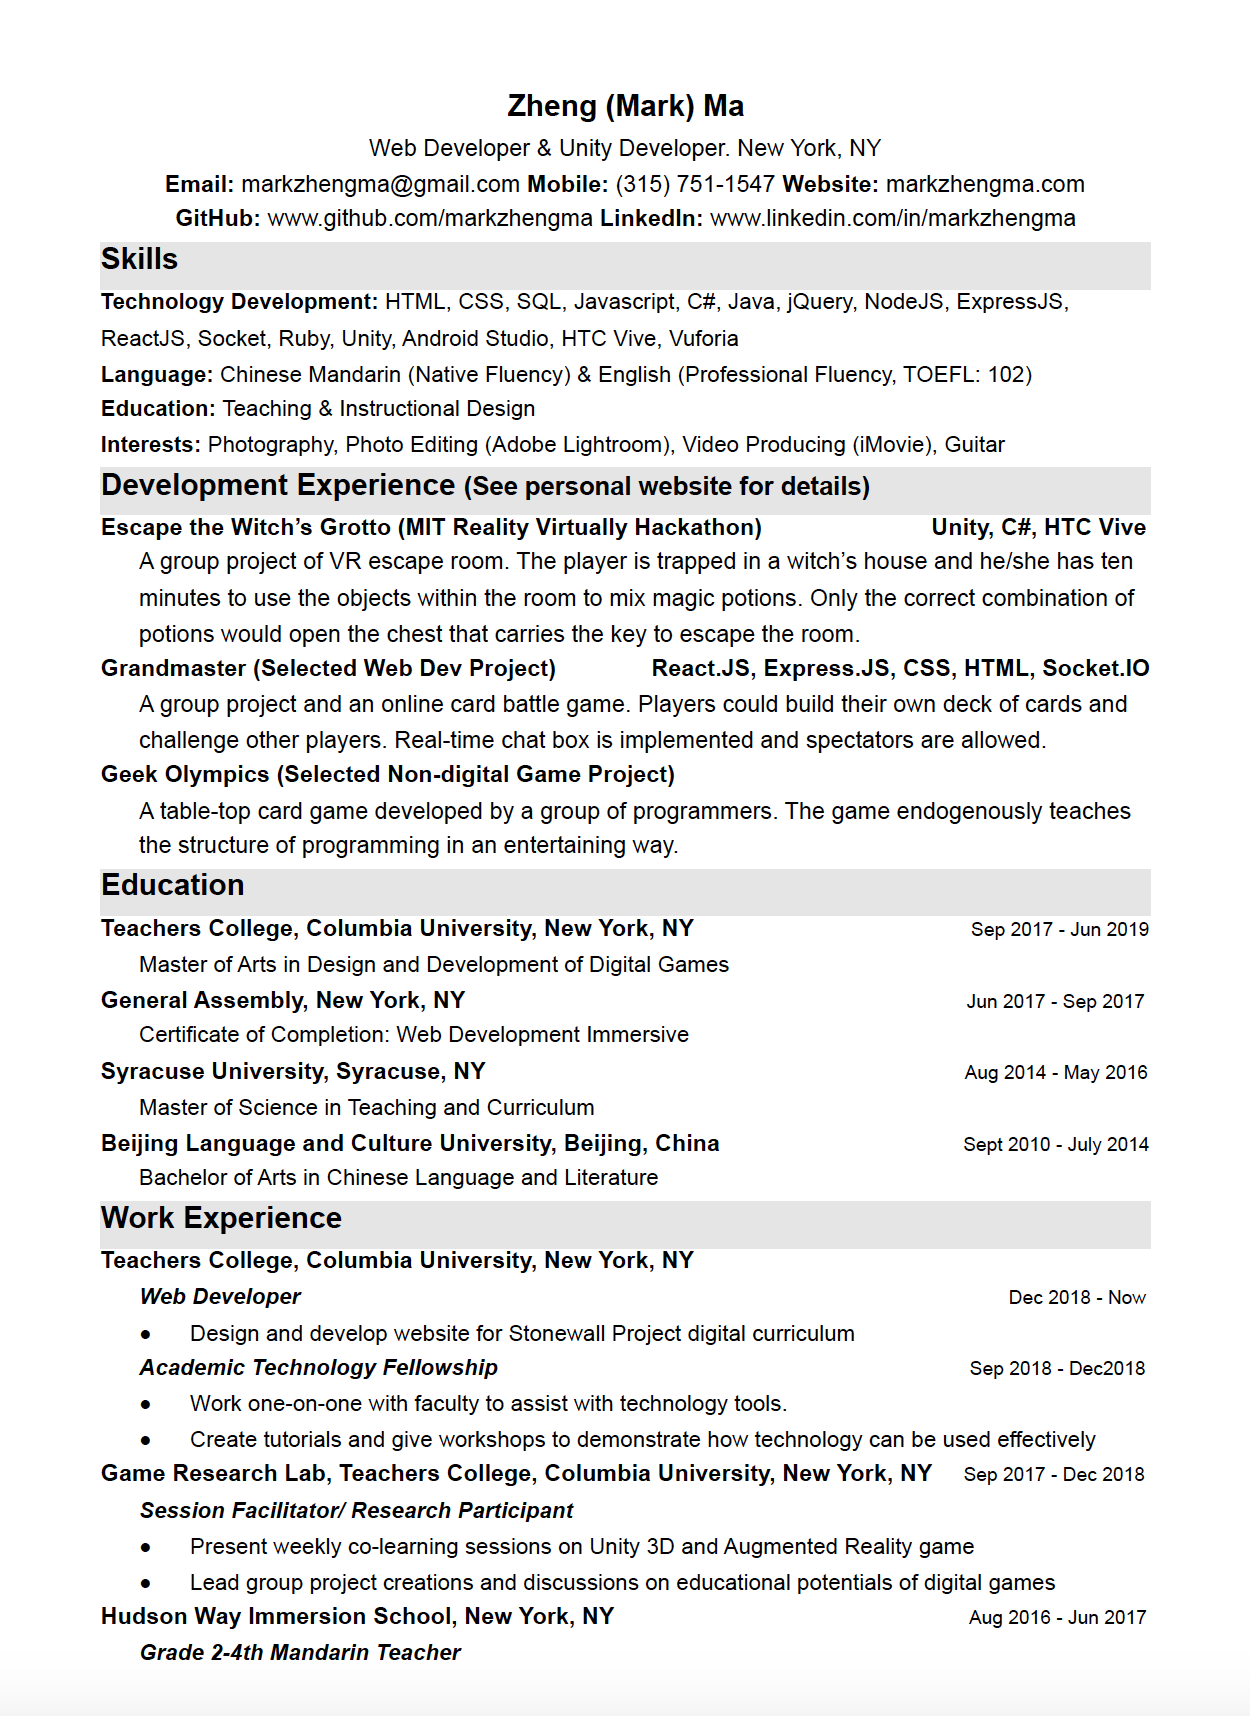 Zheng (Mark) Ma
Web Developer & Unity Developer. New York, NY
Email: markzhengma@gmail.com Mobile: (315) 751-1547 Website: markzhengma.com
GitHub: www.github.com/markzhengma LinkedIn: www.linkedin.com/in/markzhengma
Skills
Technology Development: HTML, CSS, SQL, Javascript, C#, Java, jQuery, NodeJS, ExpressJS,
ReactJS, Socket, Ruby, Unity, Android Studio, HTC Vive, Vuforia
Language: Chinese Mandarin (Native Fluency) & English (Professional Fluency, TOEFL: 102)
Education: Teaching & Instructional Design
Interests: Photography, Photo Editing (Adobe Lightroom), Video Producing (iMovie), Guitar
Development Experience (See personal website for details)
Escape the Witch’s Grotto (MIT Reality Virtually Hackathon) Unity, C#, HTC Vive
A group project of VR escape room. The player is trapped in a witch’s house and he/she has ten
minutes to use the objects within the room to mix magic potions. Only the correct combination of
potions would open the chest that carries the key to escape the room.
Grandmaster (Selected Web Dev Project) React.JS, Express.JS, CSS, HTML, Socket.IO
A group project and an online card battle game. Players could build their own deck of cards and
challenge other players. Real-time chat box is implemented and spectators are allowed.
Geek Olympics (Selected Non-digital Game Project)
A table-top card game developed by a group of programmers. The game endogenously teaches
the structure of programming in an entertaining way.
Education
Teachers College, Columbia University, New York, NY Sep 2017 - Jun 2019
Master of Arts in Design and Development of Digital Games
General Assembly, New York, NY Jun 2017 - Sep 2017
Certificate of Completion: Web Development Immersive
Syracuse University, Syracuse, NY Aug 2014 - May 2016
Master of Science in Teaching and Curriculum
Beijing Language and Culture University, Beijing, China Sept 2010 - July 2014
Bachelor of Arts in Chinese Language and Literature
Work Experience
Teachers College, Columbia University, New York, NY
Web Developer Dec 2018 - Now
● Design and develop website for Stonewall Project digital curriculum
Academic Technology Fellowship Sep 2018 - Dec2018
● Work one-on-one with faculty to assist with technology tools.
● Create tutorials and give workshops to demonstrate how technology can be used effectively
Game Research Lab, Teachers College, Columbia University, New York, NY Sep 2017 - Dec 2018
Session Facilitator/ Research Participant
● Present weekly co-learning sessions on Unity 3D and Augmented Reality game
● Lead group project creations and discussions on educational potentials of digital games
Hudson Way Immersion School, New York, NY Aug 2016 - Jun 2017
Grade 2-4th Mandarin Teacher